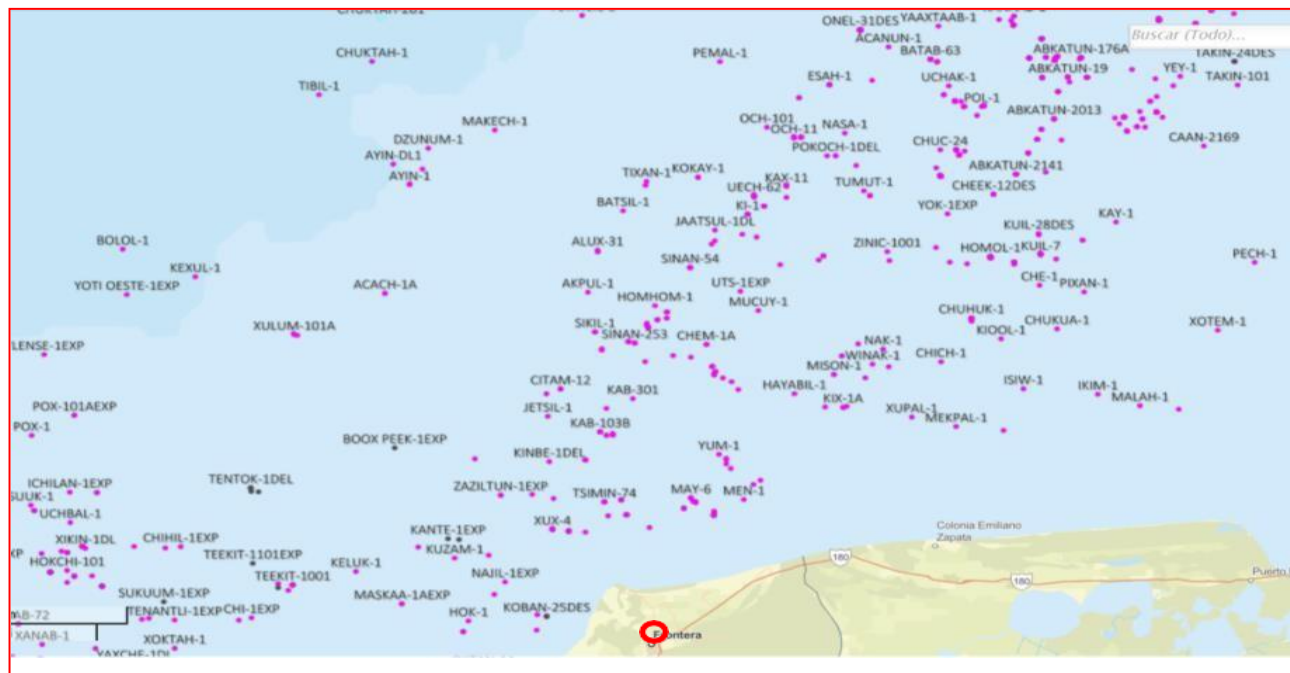 ONEL-31DES
YAAXTAAB-1
Buscar (Todo)...
ACANUN-1
CHUKTAH-1
PEMAL-1
BATAB-63
ABKATUN-176A
TAKIN-24DES
TIBIL-1
ESAH-1
UCHAK-1
ABKATUN-19
YEY-1
TAKIN-101
POL-1
MAKECH-1
OCH-101
NASA-1
ABKATUN-2013
OCH-11
DZUNUM-1
POKOCH-1DEL
CHUC-24
CAAN-2169
AYIN-DL1
AYIN-1
TIXAN-1
KOKAY-1
KAX-11
ABKATUN-2141
UECH-62
TUMUT-1
CHEEK-12DES
BATSIL-1
KI-1
YOK-1EXP
KAY-1
JAATSUL-1DL
KUIL-28DES
BOLOL-1
ALUX-31
ZINIC-1001
HOMOL-1
KUIL-7
PECH-1
KEXUL-1
SINAN-54
YOTI OESTE-1EXP
ACACH-1A
AKPUL-1
UTS-1EXP
CHE-1
PIXAN-1
HOMHOM-1
MUCUY-1
XULUM-101A
SIKIL-1
SINAN-253
CHEM-1A
CHUHUK-1
CHUKUA-1
XOTEM-1
KIOOL-1
LENSE-1EXP
NAK-1
WINAK-1
CHICH-1
MISON-1
CITAM-12
KAB-301
HAYABIL-1
ISIW-1
IKIM-1
MALAH-1
POX-101AEXP
JETSIL-1
KIX-1A
XUPAL-1
MEKPAL-1
POX-1
KAB-103B
BOOX PEEK-1EXP
YUM-1
KINBE-1DEL
ICHILAN-1EXP
TENTOK-1DEL
ZAZILTUN-1EXP
TSIMIN-74
MAY-6
MEN-1
UCHBAL-1
XUX-4
KANTE-1EXP
Colonia Emiliano
Zapata
XIKIN-1DL
CHIHIL-1EXP
TEEKIT-1101EXP
KUZAM-1
180
HOKCHI-101
KELUK-1
TEEKIT-1001
NAJIL-1EXP
180
Puerto
SUKUUM-1EXP
MASKAA-1AEXP
AB-72
TENANTU-1EXP
CHI-1EXP
HOK-1
KOBAN-25DES
XANAB-1
XOKTAH-1
Frontera
YAXCHE-1DL